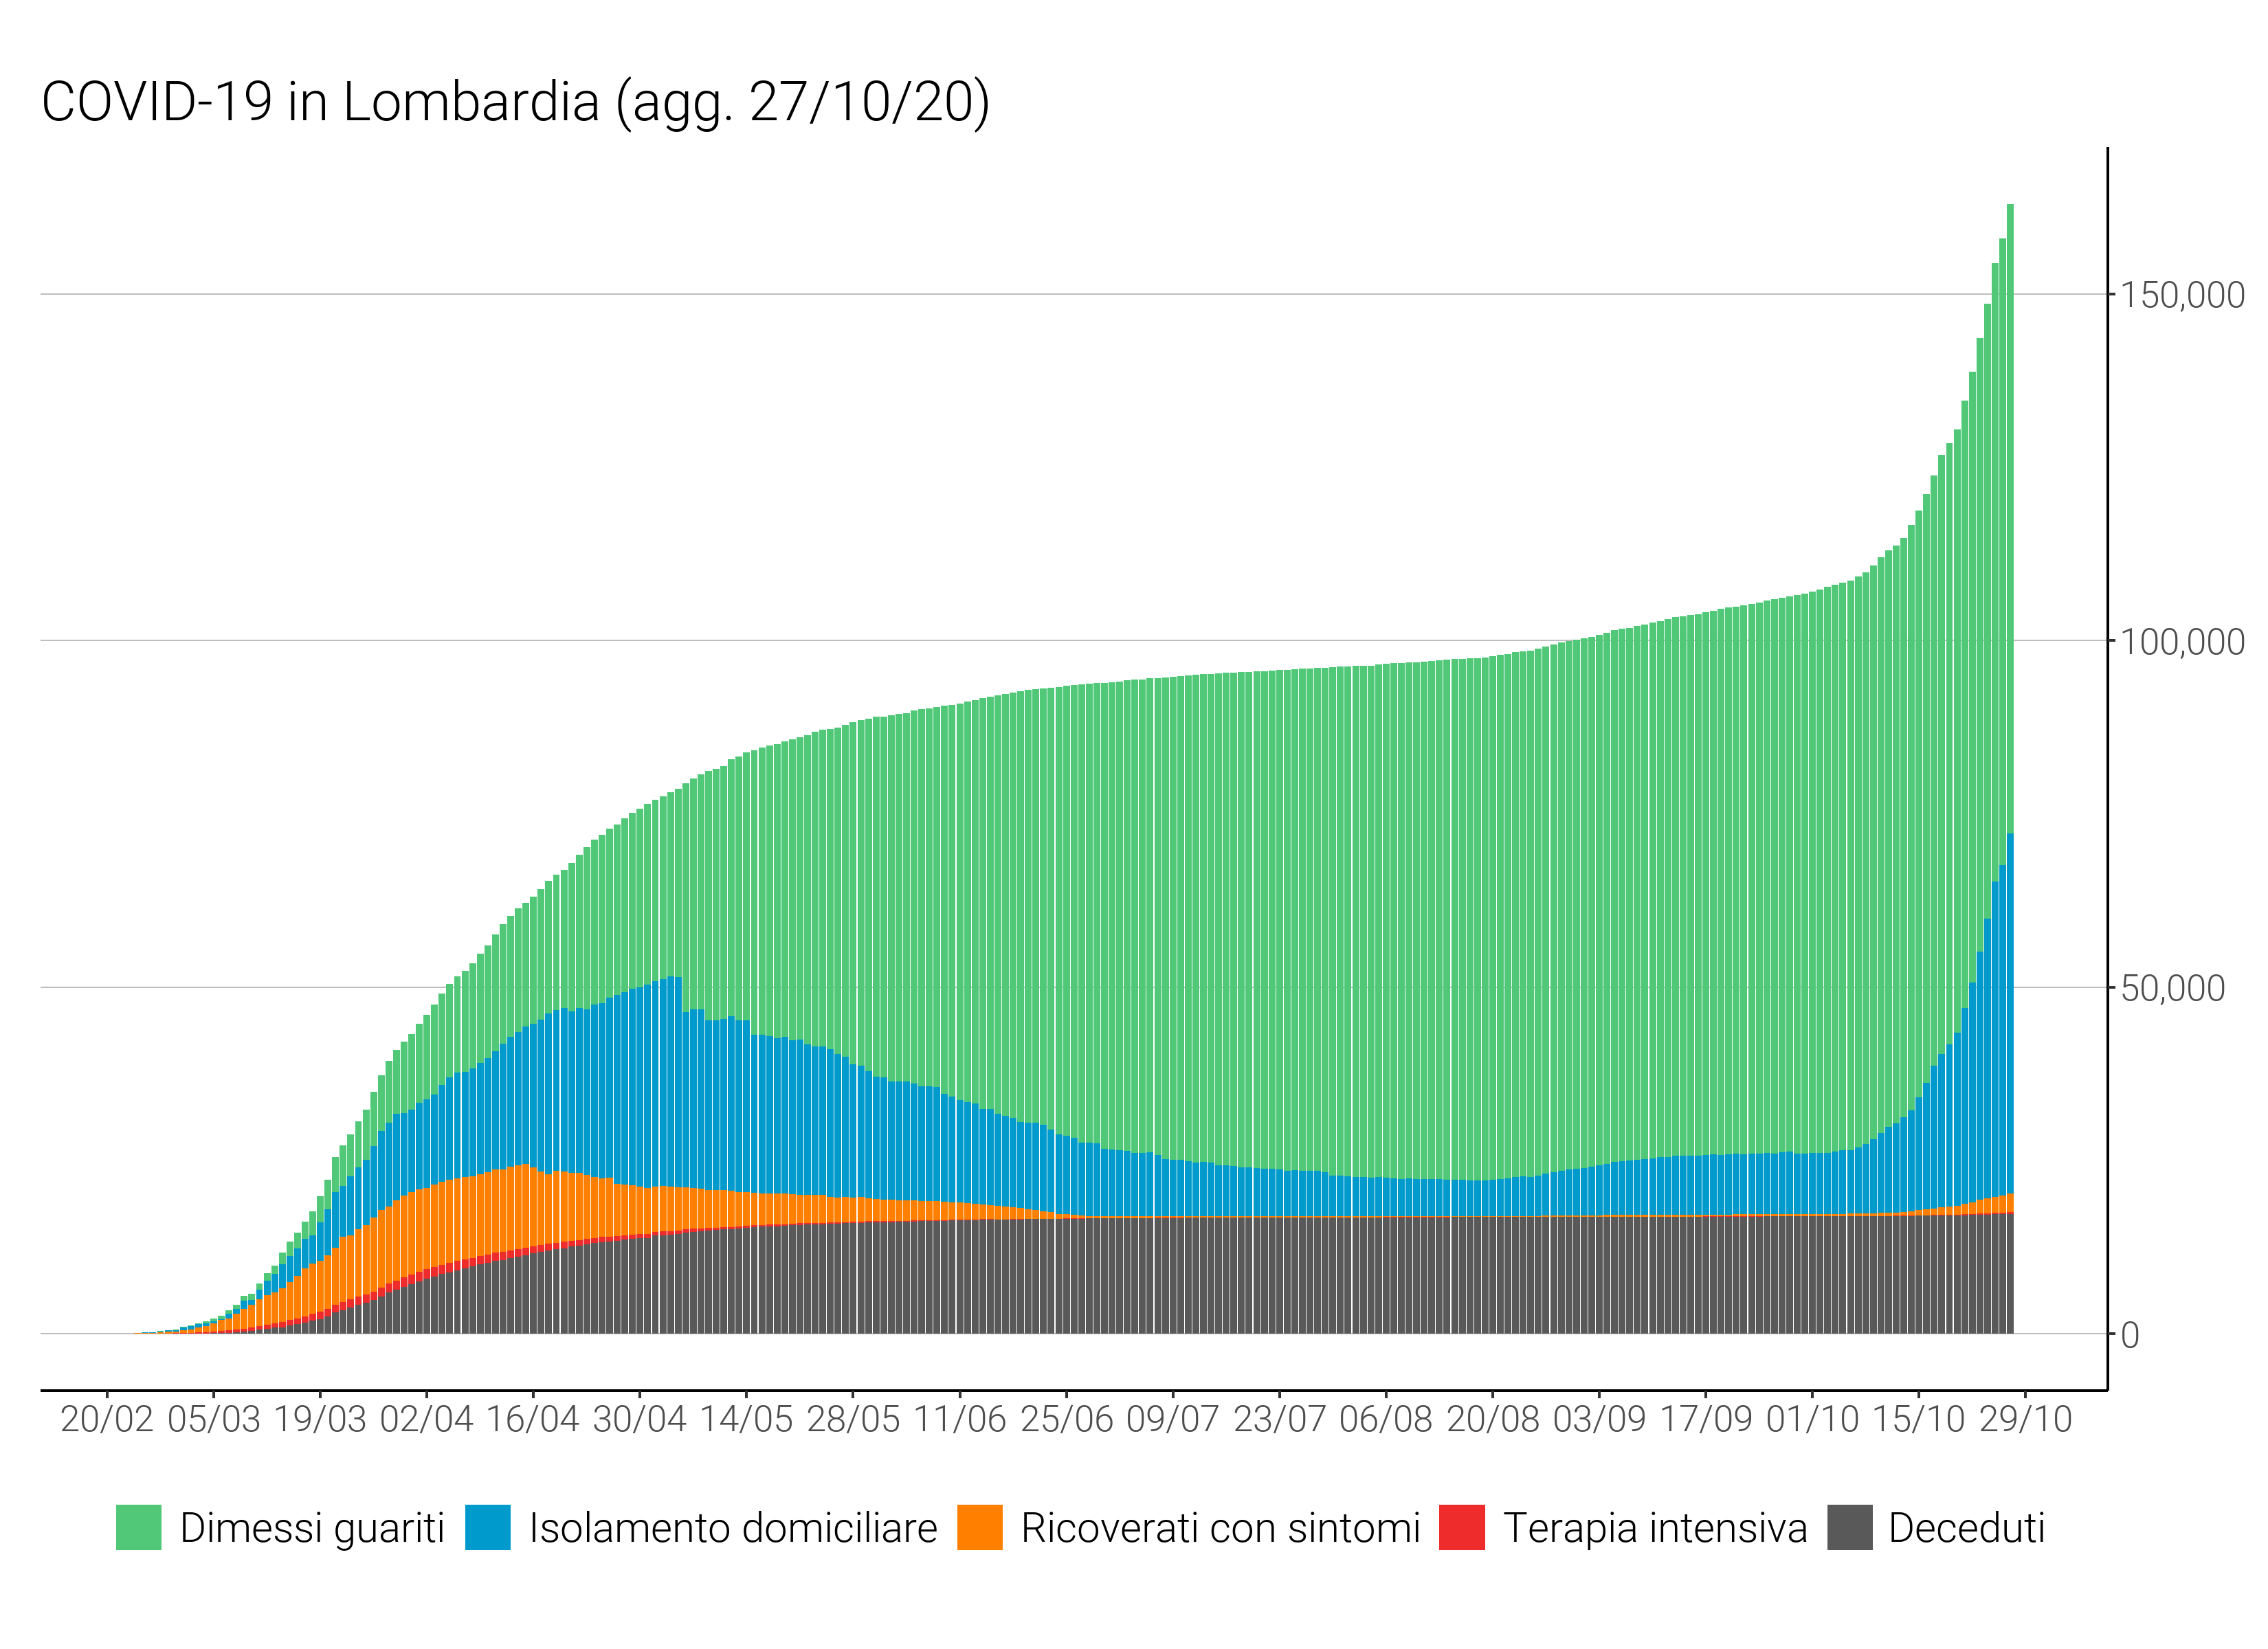 COVID-19 in Lombardia (agg. 27/10/20)
150,000
100,000
50,000
0
20/02 05/03 19/03 02/04 16/04 30/04 14/05 28/05 11/06 25/06 09/07 23/07 06/08 20/08 03/09 17/09 01/10 15/10 29/10
Dimessi guariti Isolamento domiciliare Ricoverati con sintomi Terapia intensiva Deceduti